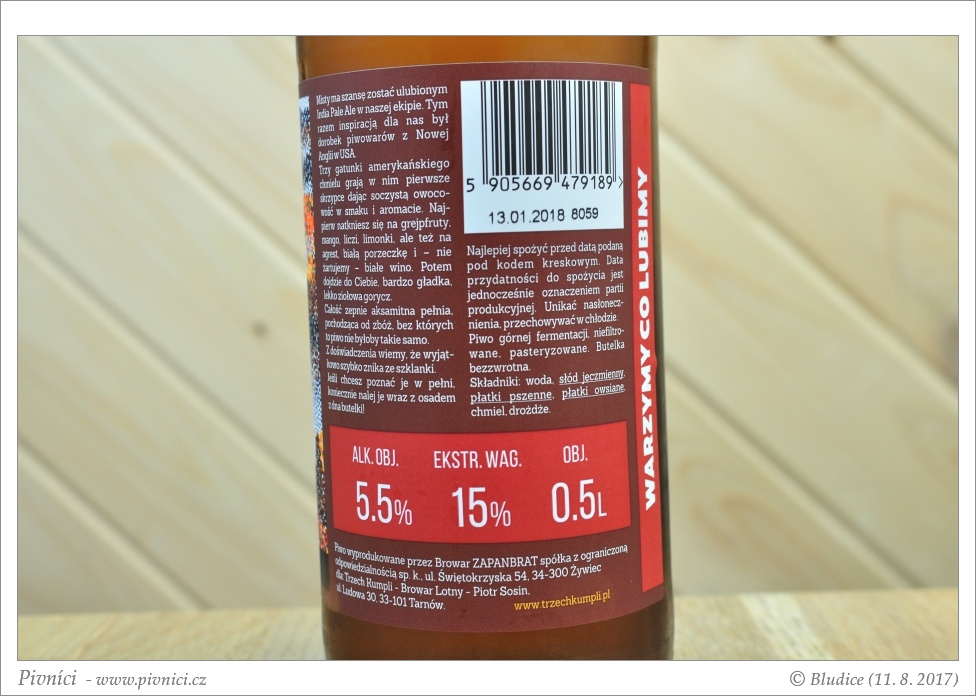 Misty ma szansę zostać ulubionym
India Pale Ale w naszej ekipie. Tym
razem inspiracją dla nas był
dorobek piwowarów z Nowej
Anglii w USA.
Trzy gatunki amerykańskiego
chmielu grają w nim pierwsze
skrzypce dając soczystą owoco-
wość w smaku i aromacie. Naj-
pierw natkniesz się na grejpfruty,
mango, liczi, limonki, ale też na
agrest, białą porzeczkę i – nie
żartujemy - białe wino. Potem
dojdzie do Ciebie, bardzo gładka,
lekko ziołowa gorycz.
Całość zepnie aksamitna pełnia,
pochodząca od zbóż, bez których
to piwo nie byłoby takie samo.
Z doświadczenia wiemy, że wyjąt-
kowo szybko znika ze szklanki.
Jeśli chcesz poznać je w pełni,
koniecznie nalej je wraz z osadem
z dna butelki!
5 905669 479189 >
13.01.2018 8059
Najlepiej spożyć przed datą podaną
pod kodem kreskowym. Data
przydatności do spożycia jest
jednocześnie oznaczeniem partii
produkcyjnej. Unikać nasłonecz-
nienia, przechowywać w chłodzie.
Piwo górnej fermentacji, niefiltro-
wane, pasteryzowane. Butelka
bezzwrotna.
Składniki: woda, słód jęczmienny,
płatki pszenne, płatki owsiane,
chmiel, drożdże.
WARZYMY CO LUBIMY
ALK. OBJ. EKSTR. WAG. OBJ.
5.5% 15% 0.5L
Piwo wyprodukowane przez Browar ZAPANBRAT spółka z ograniczoną
odpowiedzialnością sp. k., ul. Świętokrzyska 54, 34-300 Żywiec
dla Trzech Kumpli - Browar Lotny - Piotr Sosin.
ul. Ludowa 30, 33-101 Tarnów.
www.trzechkumpli.pl
Pivníci - www.pivnici.cz
© Bludice (11. 8. 2017)